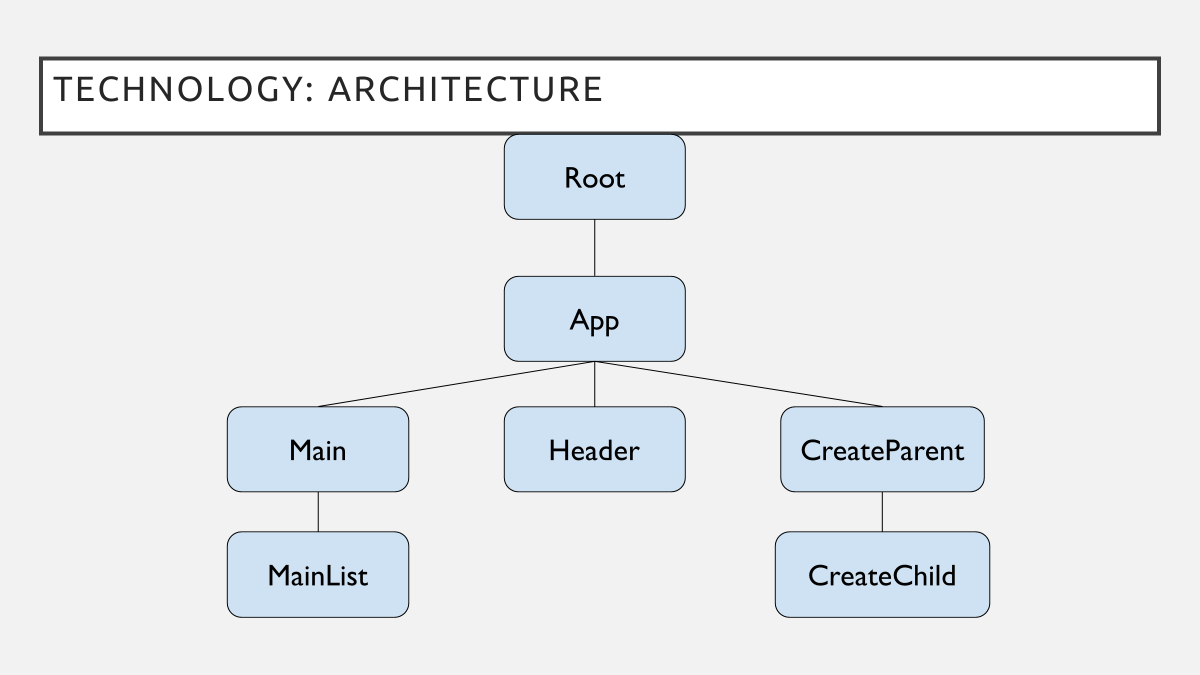 TECHNOLOGY: ARCHITECTURE
Root
App
Main
Header
CreateParent
MainList
CreateChild